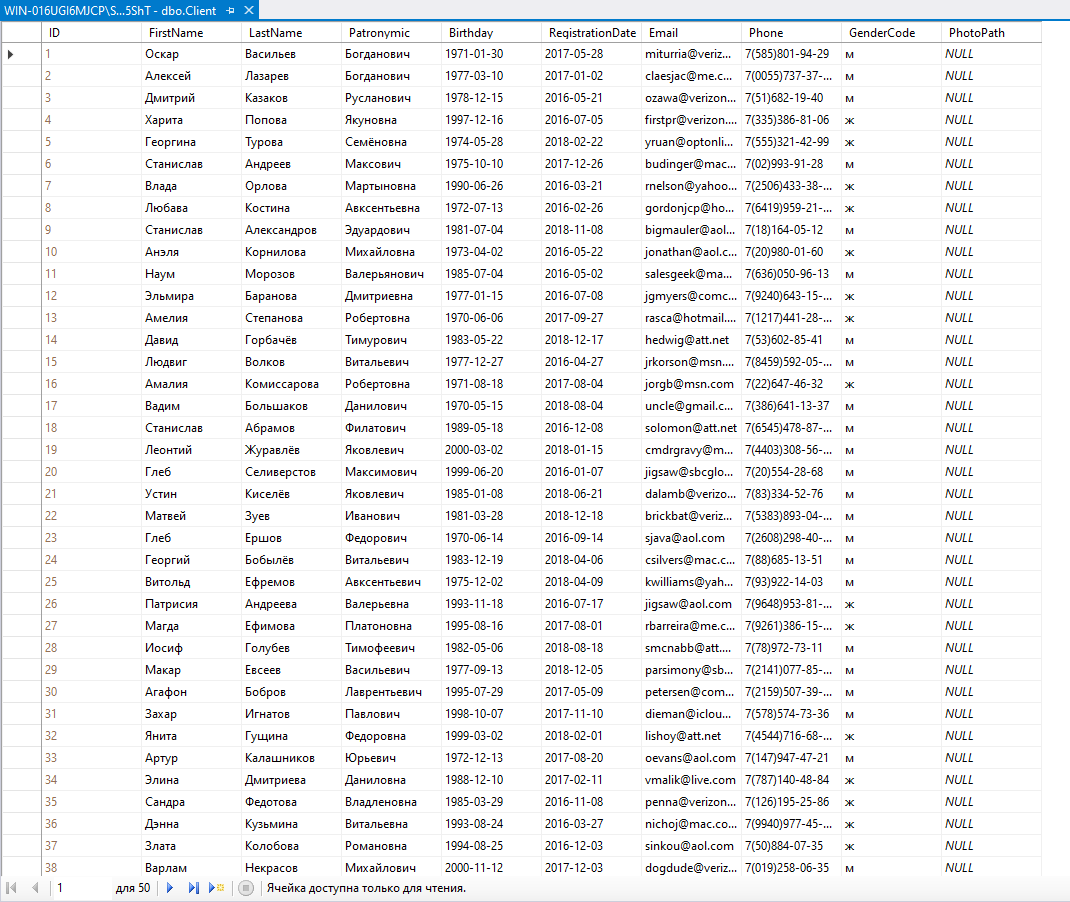 WIN-016UGI6MJCP\S...5ShT - dbo.Client
ID FirstName LastName Patronymic Birthday RegistrationDate Email Phone GenderCode PhotoPath
1 Оскар Васильев Богданович 1971-01-30 2017-05-28 miturria@veriz... 7(585)801-94-29 м NULL
2 Алексей Лазарев Богданович 1977-03-10 2017-01-02 claesjac@me.c... 7(0055)737-37-... м NULL
3 Дмитрий Казаков Русланович 1978-12-15 2016-05-21 ozawa@verizon... 7(51)682-19-40 м NULL
4 Харита Попова Якуновна 1997-12-16 2016-07-05 firstpr@verizon.... 7(335)386-81-06 ж NULL
5 Георгина Турова Семёновна 1974-05-28 2018-02-22 yruan@optonli... 7(555)321-42-99 ж NULL
6 Станислав Андреев Максович 1975-10-10 2017-12-26 budinger@mac... 7(02)993-91-28 м NULL
7 Влада Орлова Мартыновна 1990-06-26 2016-03-21 rnelson@yahoo... 7(2506)433-38-... ж NULL
8 Любава Костина Авксентьевна 1972-07-13 2016-02-26 gordonjcp@ho... 7(6419)959-21-... ж NULL
9 Станислав Александров Эдуардович 1981-07-04 2018-11-08 bigmauler@aol... 7(18)164-05-12 м NULL
10 Анэля Корнилова Михайловна 1973-04-02 2016-05-22 jonathan@aol.c... 7(20)980-01-60 ж NULL
11 Наум Морозов Валерьянович 1985-07-04 2016-05-02 salesgeek@ma... 7(636)050-96-13 м NULL
12 Эльмира Баранова Дмитриевна 1977-01-15 2016-07-08 jgmyers@comc... 7(9240)643-15-... ж NULL
13 Амелия Степанова Робертовна 1970-06-06 2017-09-27 rasca@hotmail.... 7(1217)441-28-... ж NULL
14 Давид Горбачёв Тимурович 1983-05-22 2018-12-17 hedwig@att.net 7(53)602-85-41 м NULL
15 Людвиг Волков Витальевич 1977-12-27 2016-04-27 jrkorson@msn.... 7(8459)592-05-... м NULL
16 Амалия Комиссарова Робертовна 1971-08-18 2017-08-04 jorgb@msn.com 7(22)647-46-32 ж NULL
17 Вадим Большаков Данилович 1970-05-15 2018-08-04 uncle@gmail.c... 7(386)641-13-37 м NULL
18 Станислав Абрамов Филатович 1989-05-18 2016-12-08 solomon@att.net 7(6545)478-87-... м NULL
19 Леонтий Журавлёв Яковлевич 2000-03-02 2018-01-15 cmdrgravy@m... 7(4403)308-56-... м NULL
20 Глеб Селиверстов Максимович 1999-06-20 2016-01-07 jigsaw@sbcglo... 7(20)554-28-68 м NULL
21 Устин Киселёв Яковлевич 1985-01-08 2018-06-21 dalamb@verizo... 7(83)334-52-76 м NULL
22 Матвей Зуев Иванович 1981-03-28 2018-12-18 brickbat@veriz... 7(5383)893-04-... м NULL
23 Глеб Ершов Федорович 1970-06-14 2016-09-14 sjava@aol.com 7(2608)298-40-... м NULL
24 Георгий Бобылёв Витальевич 1983-12-19 2018-04-06 csilvers@mac.c... 7(88)685-13-51 м NULL
25 Витольд Ефремов Авксентьевич 1975-12-02 2018-04-09 kwilliams@yah... 7(93)922-14-03 м NULL
26 Патрисия Андреева Валерьевна 1993-11-18 2016-07-17 jigsaw@aol.com 7(9648)953-81-... ж NULL
27 Магда Ефимова Платоновна 1995-08-16 2017-08-01 rbarreira@me.c... 7(9261)386-15-... ж NULL
28 Иосиф Голубев Тимофеевич 1982-05-06 2018-08-18 smcnabb@att.... 7(78)972-73-11 м NULL
29 Макар Евсеев Васильевич 1977-09-13 2018-12-05 parsimony@sb... 7(2141)077-85-... м NULL
30 Агафон Бобров Лаврентьевич 1995-07-29 2017-05-09 petersen@com... 7(2159)507-39-... м NULL
31 Захар Игнатов Павлович 1998-10-07 2017-11-10 dieman@iclou... 7(578)574-73-36 м NULL
32 Янита Гущина Федоровна 1999-03-02 2018-02-01 lishoy@att.net 7(4544)716-68-... ж NULL
33 Артур Калашников Юрьевич 1972-12-13 2017-08-20 oevans@aol.com 7(147)947-47-21 м NULL
34 Элина Дмитриева Даниловна 1988-12-10 2017-02-11 vmalik@live.com 7(787)140-48-84 ж NULL
35 Сандра Федотова Владленовна 1985-03-29 2016-11-08 penna@verizon... 7(126)195-25-86 ж NULL
36 Дэнна Кузьмина Витальевна 1993-08-24 2016-03-27 nichoj@mac.co... 7(9940)977-45-... ж NULL
37 Злата Колобова Романовна 1994-08-25 2016-12-03 sinkou@aol.com 7(50)884-07-35 ж NULL
38 Варлам Некрасов Михайлович 2000-11-12 2017-12-03 dogdude@veriz... 7(019)258-06-35 м NULL
1 для 50 Ячейка доступна только для чтения.